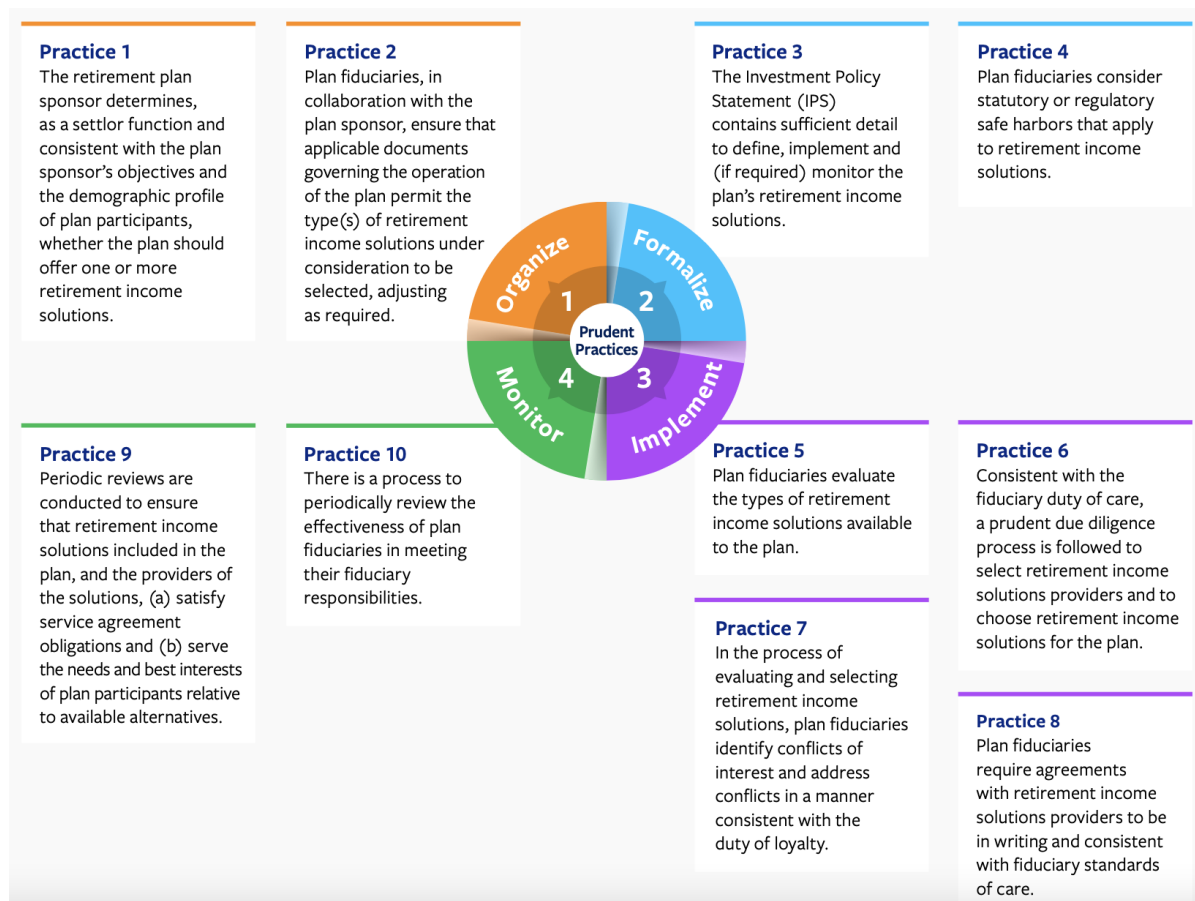 Practice 1
The retirement plan
sponsor determines,
as a settlor function and
consistent with the plan
sponsor's objectives and
the demographic profile
of plan participants,
whether the plan should
offer one or more
retirement income
solutions.
Practice 2
Plan fiduciaries, in
collaboration with the
plan sponsor, ensure that
applicable documents
governing the operation
of the plan permit the
type(s) of retirement
income solutions under
consideration to be
selected, adjusting
as required.
Practice 3
The Investment Policy
Statement (IPS)
contains sufficient detail
to define, implement and
(if required) monitor the
plan's retirement income
solutions.
Practice 4
Plan fiduciaries consider
statutory or regulatory
safe harbors that apply
to retirement income
solutions.
Organize
1
Formalize
2
Prudent
Practices
Monitor
4
Implement
3
Practice 5
Plan fiduciaries evaluate
the types of retirement
income solutions available
to the plan.
Practice 6
Consistent with the
fiduciary duty of care,
a prudent due diligence
process is followed to
select retirement income
solutions providers and to
choose retirement income
solutions for the plan.
Practice 7
In the process of
evaluating and selecting
retirement income
solutions, plan fiduciaries
identify conflicts of
interest and address
conflicts in a manner
consistent with the
duty of loyalty.
Practice 8
Plan fiduciaries
require agreements
with retirement income
solutions providers to be
in writing and consistent
with fiduciary standards
of care.
Practice 9
Periodic reviews are
conducted to ensure
that retirement income
solutions included in the
plan, and the providers of
the solutions, (a) satisfy
service agreement
obligations and (b) serve
the needs and best interests
of plan participants relative
to available alternatives.
Practice 10
There is a process to
periodically review the
effectiveness of plan
fiduciaries in meeting
their fiduciary
responsibilities.